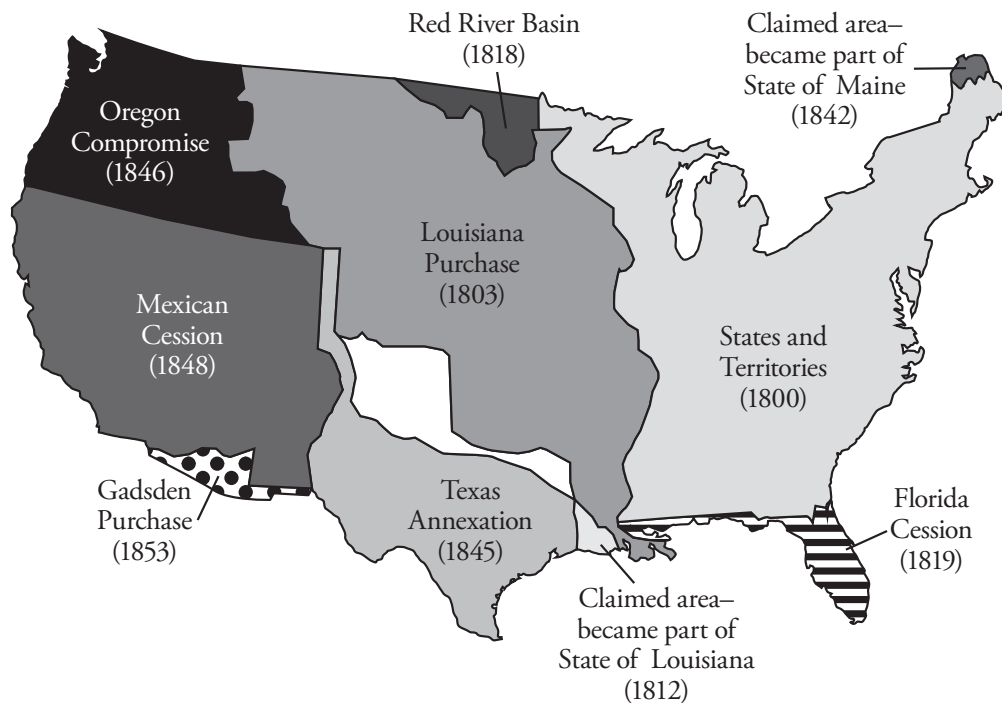 Red River Basin
(1818)
Claimed area–
became part of
State of Maine
(1842)
Oregon
Compromise
(1846)
Louisiana
Purchase
(1803)
Mexican
Cession
(1848)
States and
Territories
(1800)
Gadsden
Purchase
(1853)
Texas
Annexation
(1845)
Florida
Cession
(1819)
Claimed area–
became part of
State of Louisiana
(1812)